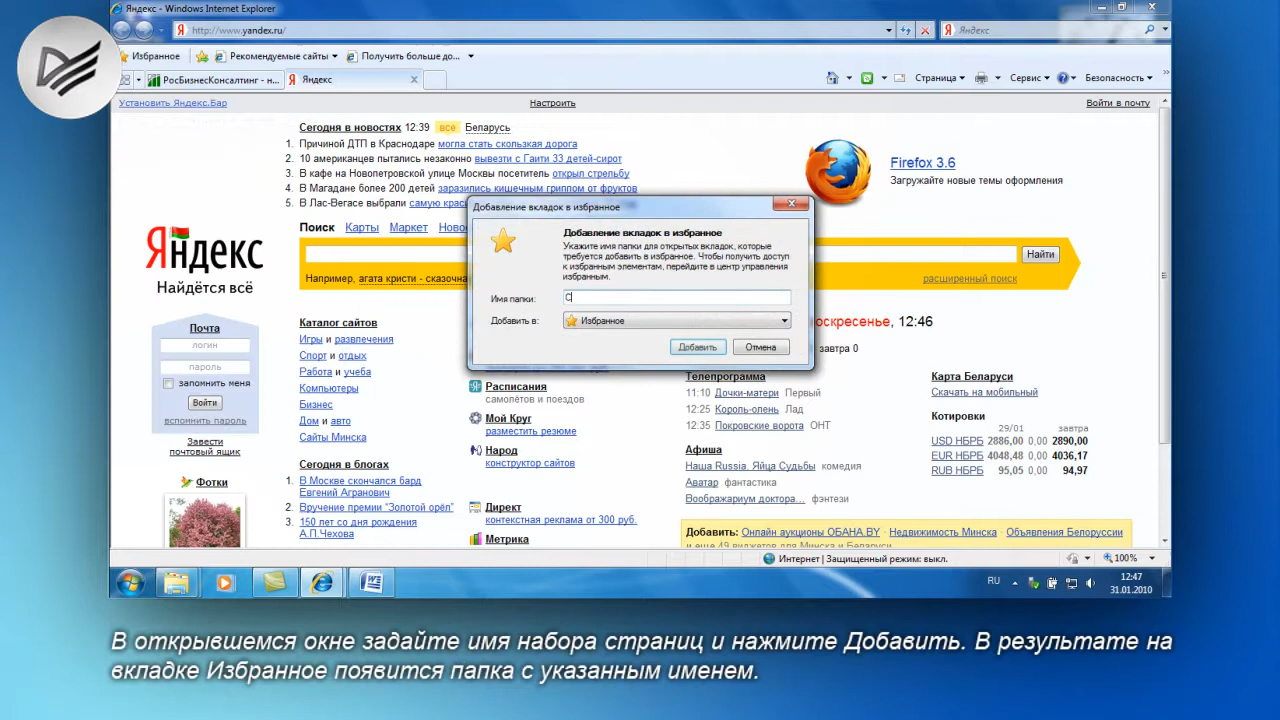 Яндекс - Windows Internet Explorer
http://www.yandex.ru/
Яндекс
Избранное Рекомендуемые сайты Получить больше до...
РосБизнесКонсалтинг - н... Яндекс Страница Сервис Безопасность
Установить Яндекс.Бар Настроить Войти в почту
Сегодня в новостях 12:39 все Беларусь
1. Причиной ДТП в Краснодаре могла стать скользкая дорога
2. 10 американцев пытались незаконно вывезти с Гаити 33 детей-сирот
3. В кафе на Новопетровской улице Москвы посетитель открыл стрельбу
4. В Магадане более 200 детей заразились кишечным гриппом от фруктов
5. В Лас-Вегасе выбрали самую крас
Firefox 3.6
Загружайте новые темы оформления
Яндекс
Найдётся всё
Поиск Карты Маркет Ново
Найти
Например, агата кристи - сказочна
расширенный поиск
Добавление вкладок в избранное
Добавление вкладок в избранное
Укажите имя папки для открытых вкладок, которые
требуется добавить в избранное. Чтобы получить доступ
к избранным элементам, перейдите в центр управления
избранным.
Имя папки: С
Добавить в: Избранное
Добавить Отмена
Почта
логин
пароль
запомнить меня
Войти
вспомнить пароль
Завести
почтовый ящик
Фотки
Каталог сайтов
Игры и развлечения
Спорт и отдых
Работа и учеба
Компьютеры
Бизнес
Дом и авто
Сайты Минска
Сегодня в блогах
1. В Москве скончался бард
Евгений Агранович
2. Вручение премии "Золотой орёл"
3. 150 лет со дня рождения
А.П.Чехова
Расписания
самолётов и поездов
Мой Круг
разместить резюме
Народ
конструктор сайтов
Директ
контекстная реклама от 300 руб.
Метрика
оскресенье, 12:46
завтра 0
Телепрограмма
11:10 Дочки-матери Первый
12:25 Король-олень Лад
12:35 Покровские ворота ОНТ
Афиша
Наша Russia. Яйца Судьбы комедия
Аватар фантастика
Воображариум доктора... фэнтези
Карта Беларуси
Скачать на мобильный
Котировки
29/01 завтра
USD НБРБ 2886,00 0,00 2890,00
EUR НБРБ 4048,48 0,00 4036,17
RUB НБРБ 95,05 0,00 94,97
Добавить: Онлайн аукционы ОБАНА.BY · Недвижимость Минска · Объявления Белоруссии
и еще 49 виджетов для Минска и Беларуси
Интернет | Защищенный режим: выкл. 100%
RU 12:47
31.01.2010
В открывшемся окне задайте имя набора страниц и нажмите Добавить. В результате на
вкладке Избранное появится папка с указанным именем.